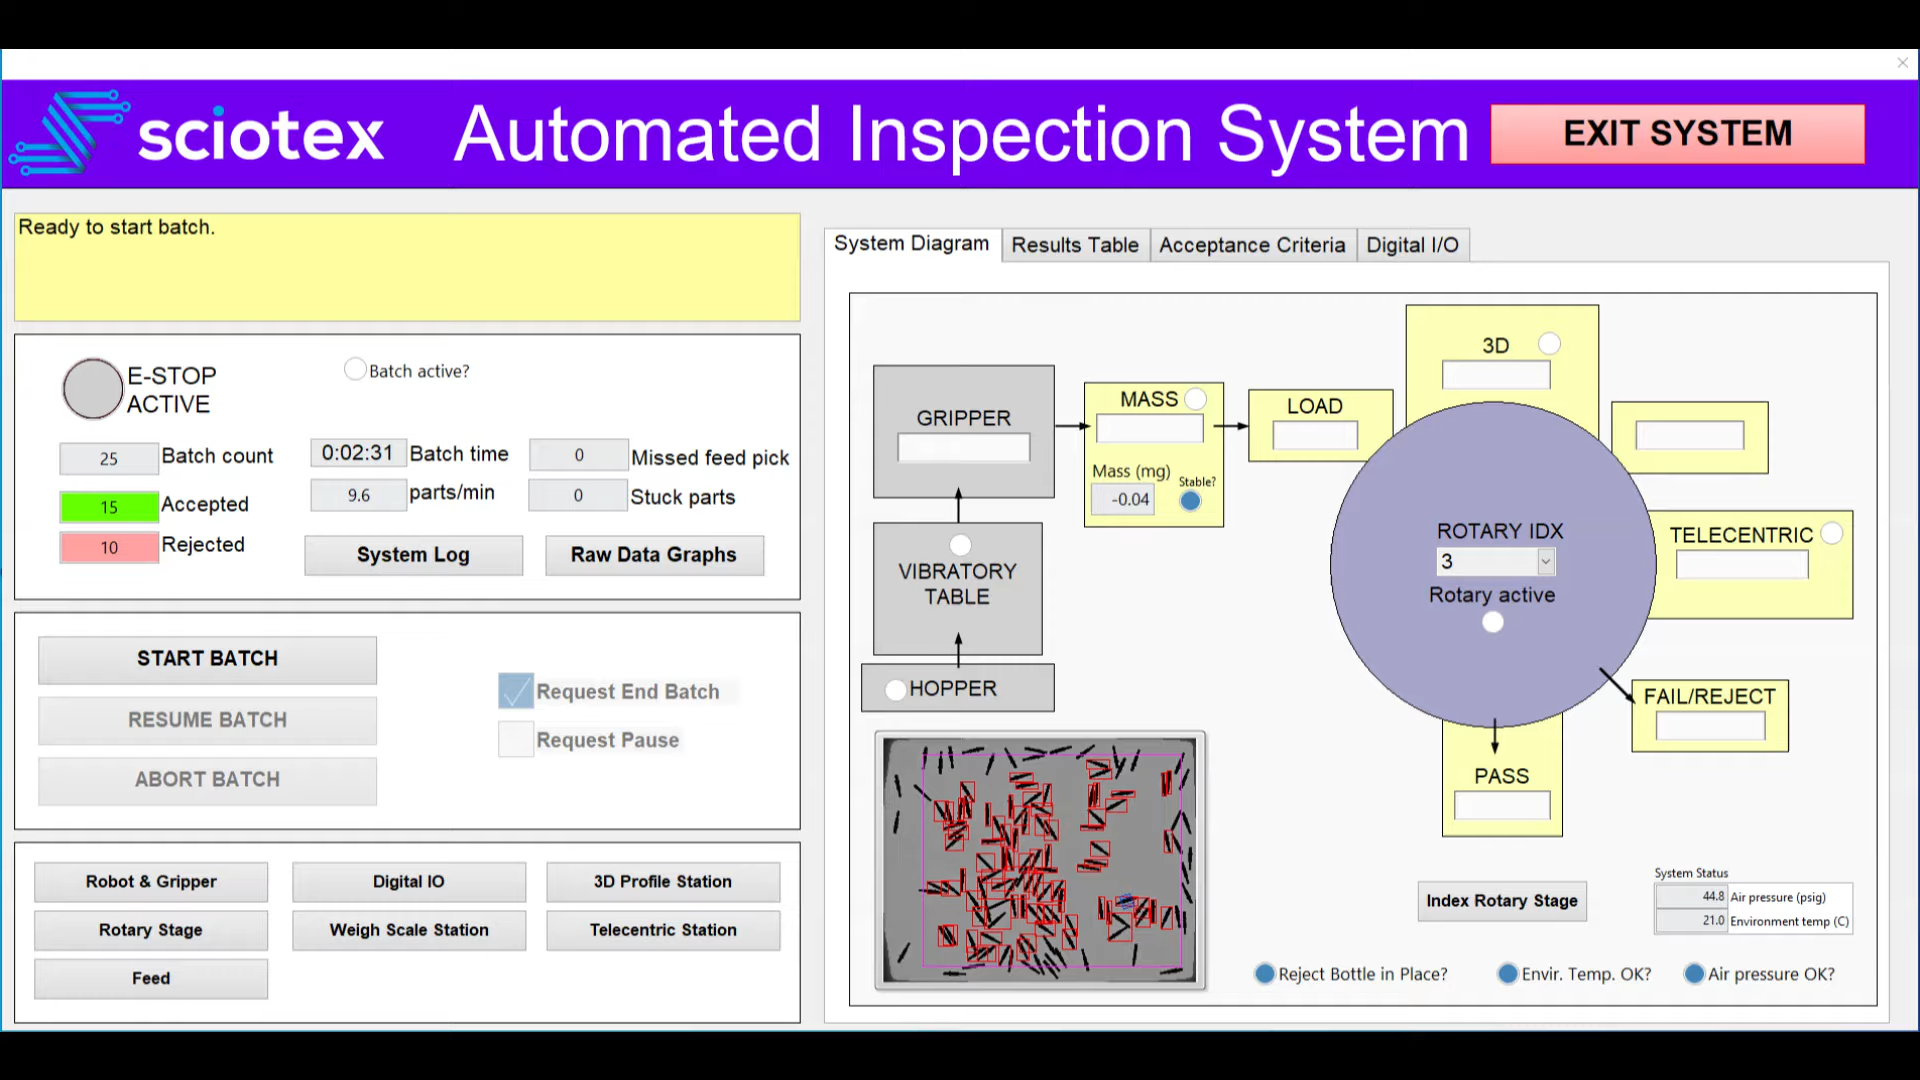 sciotex
Automated Inspection System
EXIT SYSTEM
Ready to start batch.
E-STOP
ACTIVE
Batch active?
25 Batch count
0:02:31 Batch time
0 Missed feed pick
15 Accepted
9.6 parts/min
0 Stuck parts
10 Rejected
System Log
Raw Data Graphs
START BATCH
RESUME BATCH
ABORT BATCH
Request End Batch
Request Pause
Robot & Gripper
Digital IO
3D Profile Station
Rotary Stage
Weigh Scale Station
Telecentric Station
Feed
System Diagram
Results Table
Acceptance Criteria
Digital I/O
GRIPPER
MASS
Mass (mg)
Stable?
-0.04
LOAD
3D
VIBRATORY
TABLE
HOPPER
ROTARY IDX
3
Rotary active
TELECENTRIC
FAIL/REJECT
PASS
Index Rotary Stage
System Status
44.8 Air pressure (psig)
21.0 Environment temp (C)
Reject Bottle in Place?
Envir. Temp. OK?
Air pressure OK?